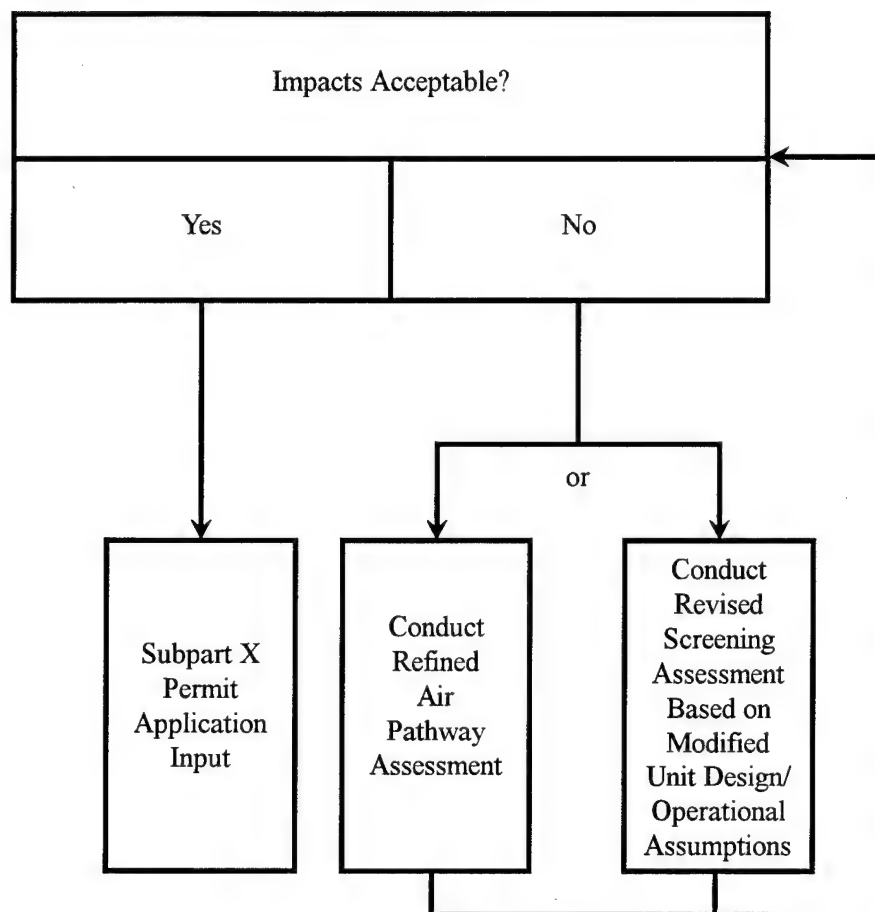 Impacts Acceptable?
Yes
No
or
Subpart X
Permit
Application
Input
Conduct
Refined
Air
Pathway
Assessment
Conduct
Revised
Screening
Assessment
Based on
Modified
Unit Design/
Operational
Assumptions